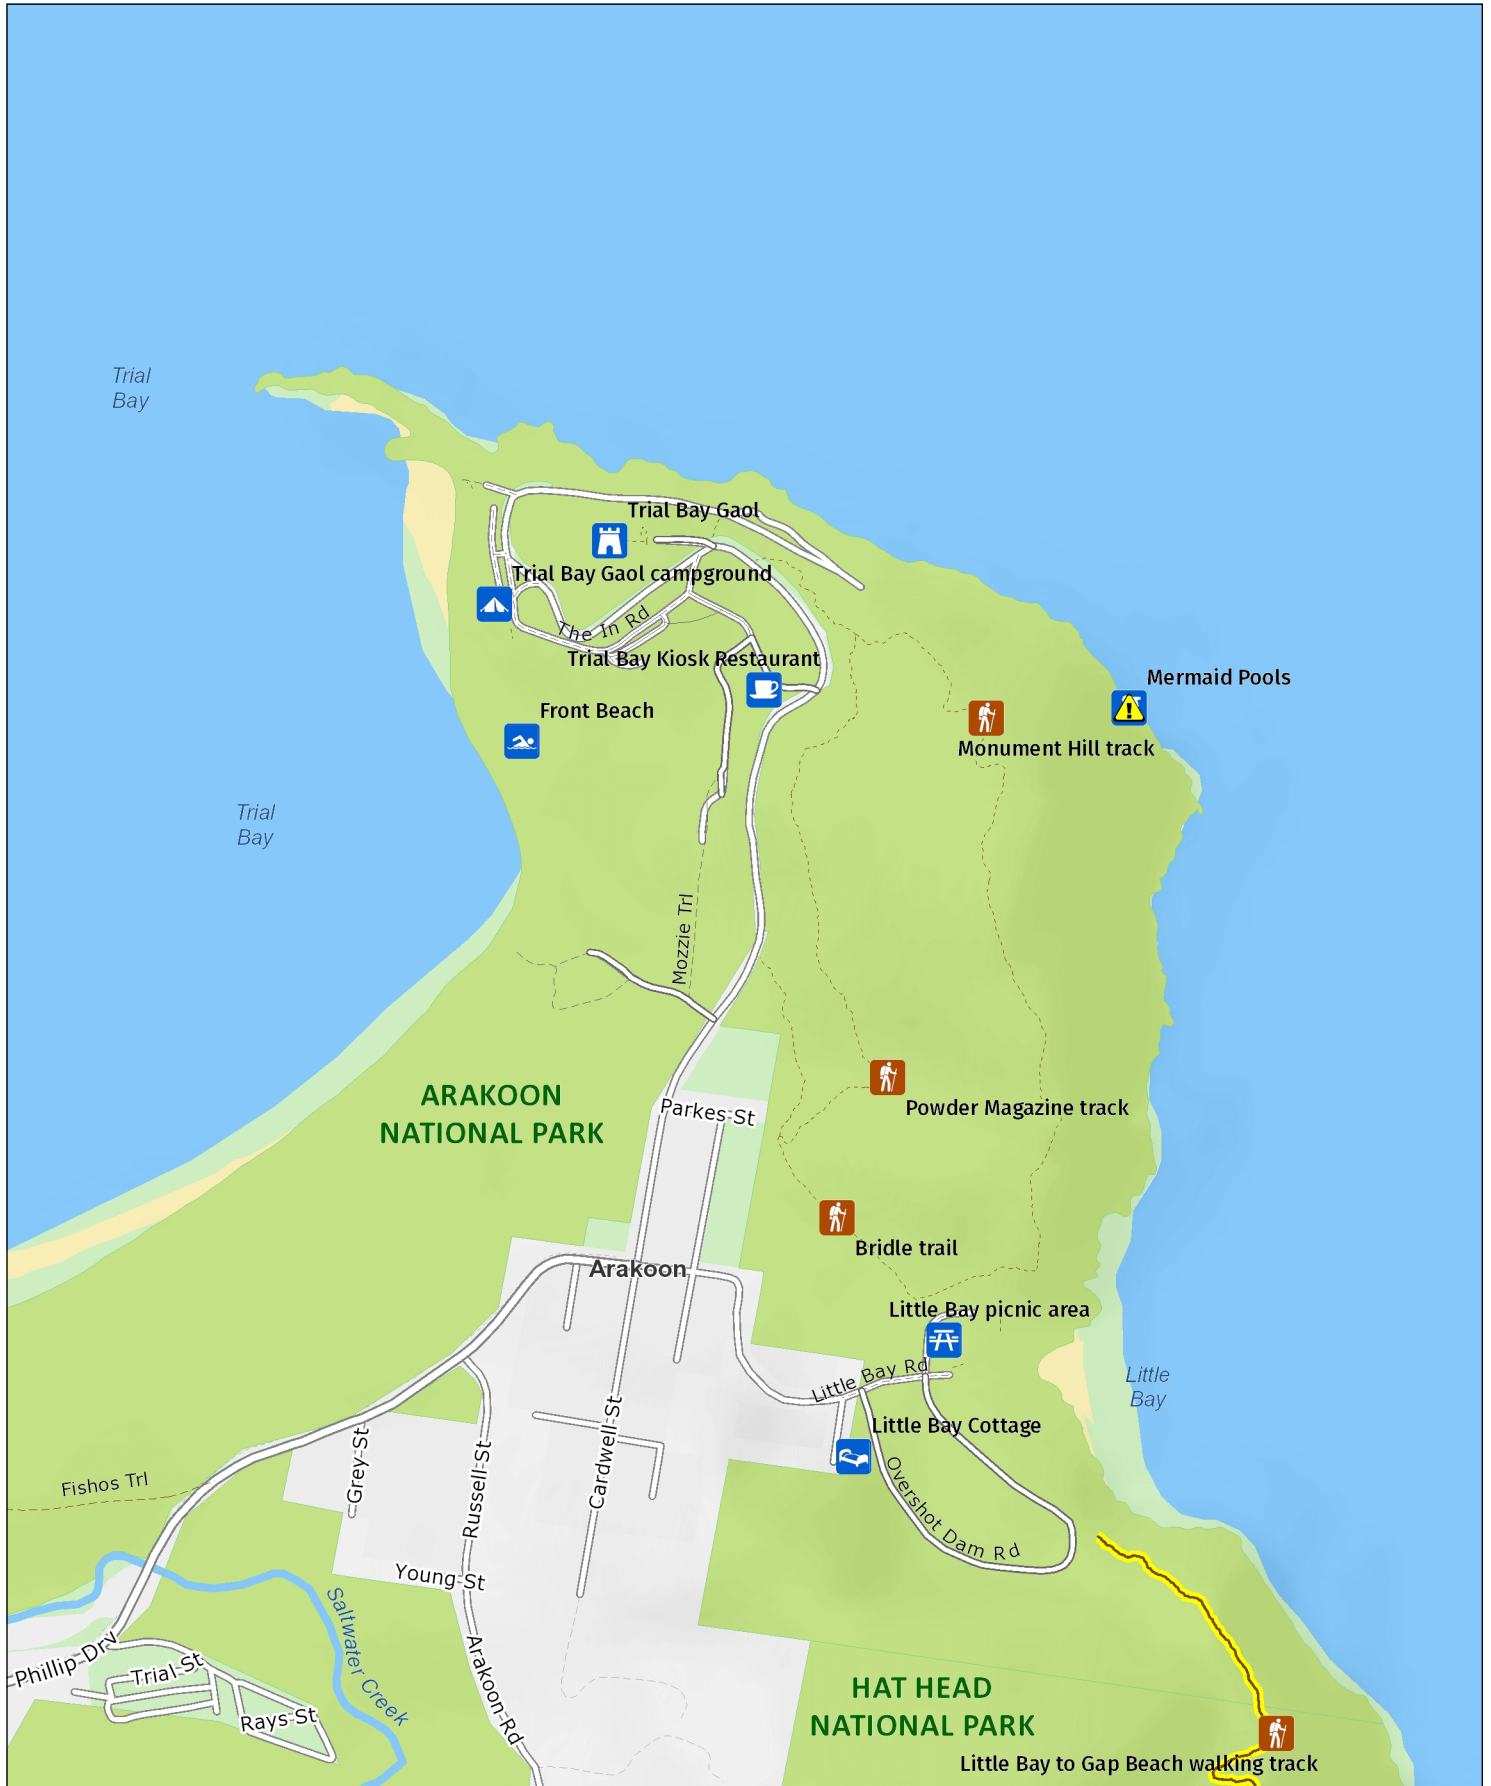 Trial
Bay
Trial Bay Gaol
Trial Bay Gaol campground
The In Rd
Trial Bay Kiosk Restaurant
Mermaid Pools
Front Beach
Monument Hill track
Trial
Bay
Mozzie Trl
ARAKOON
NATIONAL PARK
Parkes St
Powder Magazine track
Bridle trail
Arakoon
Little Bay picnic area
Little Bay Rd
Little
Bay
Cardwell St
Little Bay Cottage
Grey St
Russell St
Fishos Trl
Overshot Dam Rd
Young St
Saltwater Creek
Phillip Drv
Trial St
Arakoon Rd
Rays St
HAT HEAD
NATIONAL PARK
Little Bay to Gap Beach walking track